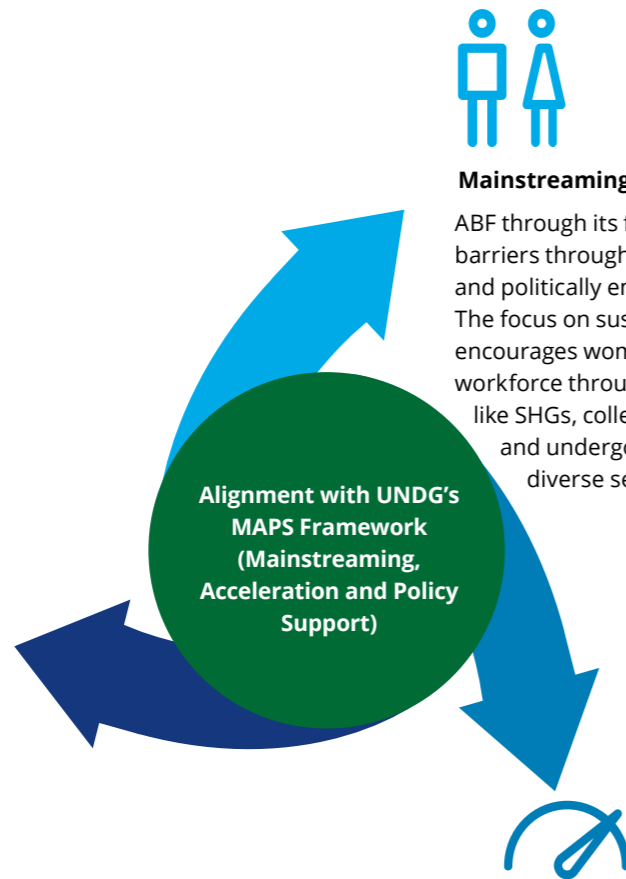 Mainstreaming
ABF through its
barriers through
and politically
The focus on
encourages
workforce
like SHGs,
and
diverse
Alignment with UNDG’s
MAPS Framework
(Mainstreaming,
Acceleration and Policy
Support)